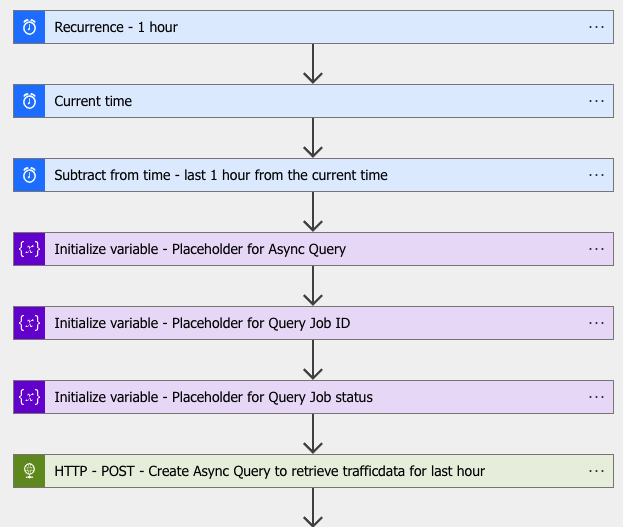 Recurrence - 1 hour
Current time
Subtract from time - last 1 hour from the current time
{x} Initialize variable - Placeholder for Async Query
{x} Initialize variable - Placeholder for Query Job ID
{x} Initialize variable - Placeholder for Query Job status
HTTP - POST - Create Async Query to retrieve trafficdata for last hour